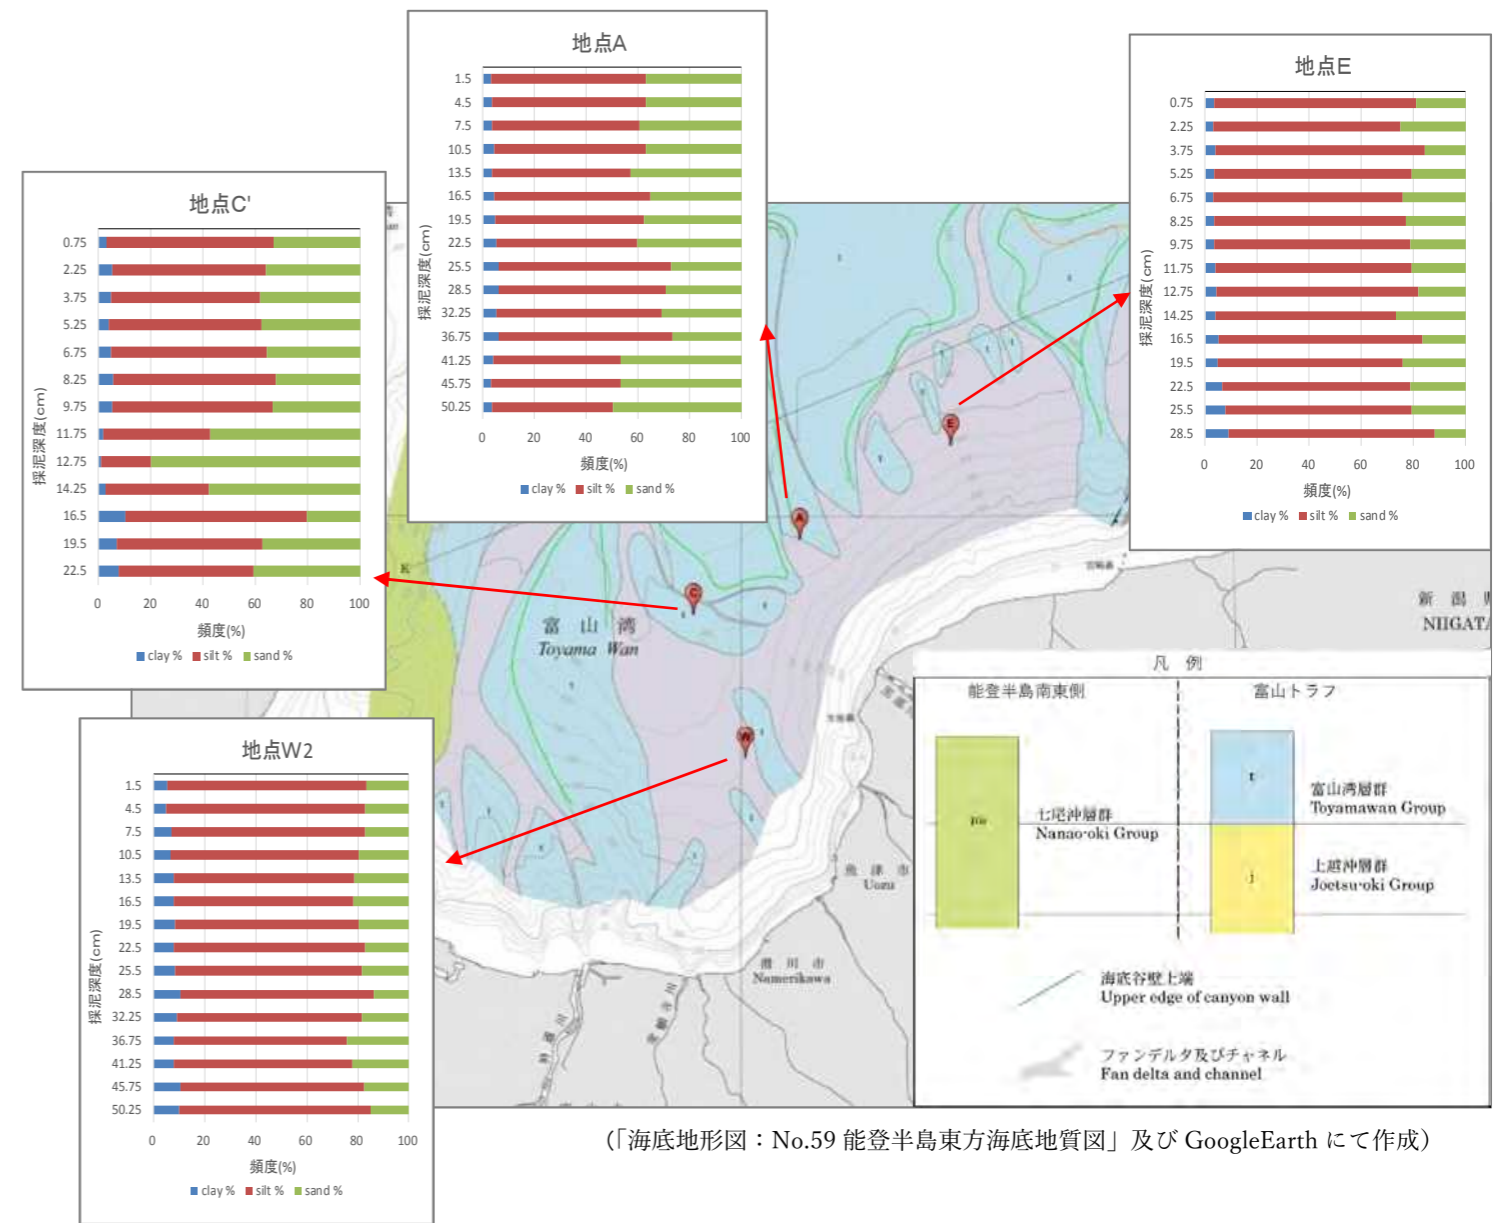 地点A
1.5
4.5
7.5
10.5
13.5
16.5
19.5
22.5
25.5
28.5
32.25
36.75
41.25
45.75
50.25
採泥深度(cm)
0 20 40 60 80 100
頻度(%)
clay % silt % sand %
地点E
0.75
2.25
3.75
5.25
6.75
8.25
9.75
11.75
12.75
14.25
16.5
19.5
22.5
25.5
28.5
採泥深度(cm)
0 20 40 60 80 100
頻度(%)
clay % silt % sand %
地点C'
0.75
2.25
3.75
5.25
6.75
8.25
9.75
11.75
12.75
14.25
16.5
19.5
22.5
採泥深度(cm)
0 20 40 60 80 100
頻度(%)
clay % silt % sand %
地点W2
1.5
4.5
7.5
10.5
13.5
16.5
19.5
22.5
25.5
28.5
32.25
36.75
41.25
45.75
50.25
採泥深度(cm)
0 20 40 60 80 100
頻度(%)
clay % silt % sand %
E
A
C
W
K
富山湾
Toyama Wan
新潟
NIIGATA
魚津市
Uozu
滑川市
Namerikawa
神通川
常願寺川
凡例
能登半島南東側
富山トラフ
七尾沖層群
Nanao-oki Group
t
富山湾層群
Toyamawan Group
j
上越沖層群
Joetsu-oki Group
海底谷壁上端
Upper edge of canyon wall
ファンデルタ及びチャネル
Fan delta and channel
(「海底地形図：No.59 能登半島東方海底地質図」及び GoogleEarth にて作成)